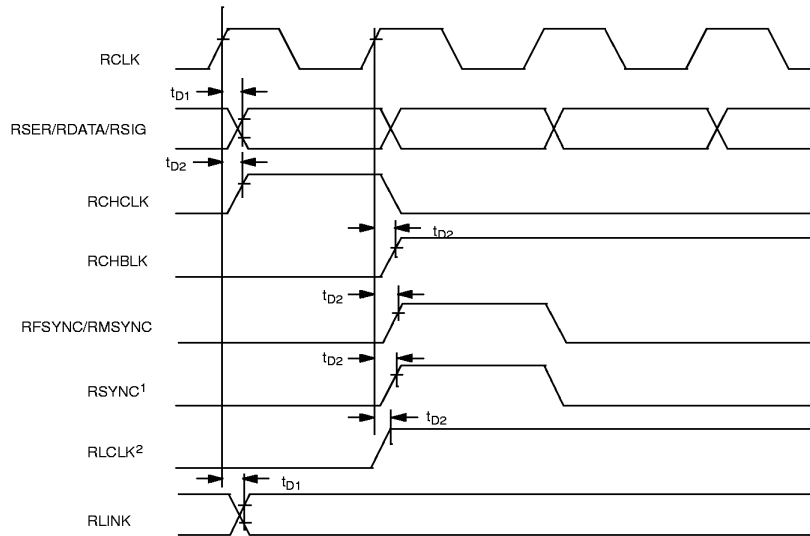 RCLK
tD1
RSER/RDATA/RSIG
tD2
RCHCLK
tD2
RCHBLK
tD2
RFSYNC/RMSYNC
tD2
RSYNC1
tD2
RLCLK2
tD1
RLINK